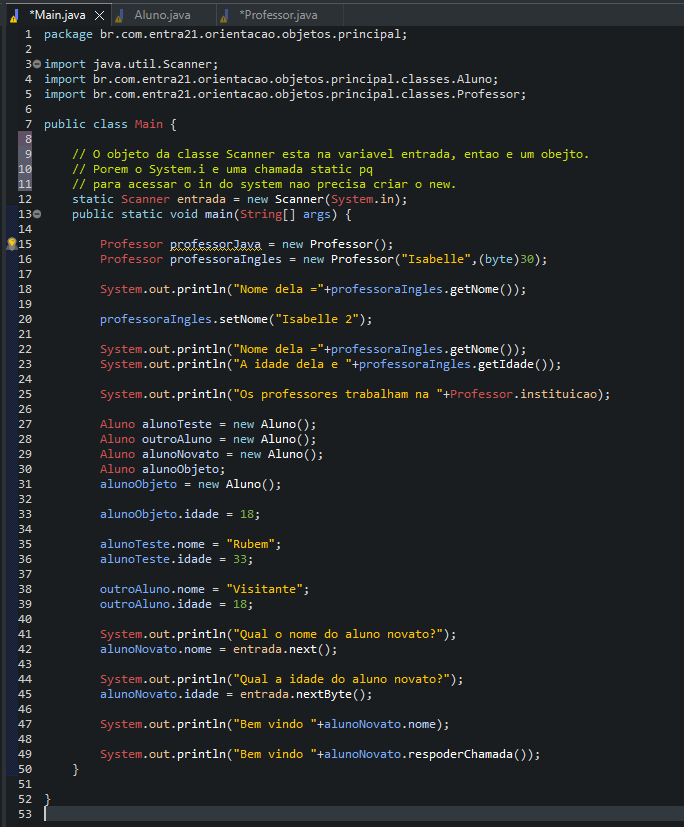 *Main.java
Aluno.java
*Professor.java
1 package br.com.entra21.orientacao.objetos.principal;
2
3 import java.util.Scanner;
4 import br.com.entra21.orientacao.objetos.principal.classes.Aluno;
5 import br.com.entra21.orientacao.objetos.principal.classes.Professor;
6
7 public class Main {
8
9     // O objeto da classe Scanner esta na variavel entrada, entao e um obejto.
10     // Porem o System.i e uma chamada static pq
11     // para acessar o in do system nao precisa criar o new.
12     static Scanner entrada = new Scanner(System.in);
13     public static void main(String[] args) {
14
15         Professor professorJava = new Professor();
16         Professor professoraIngles = new Professor("Isabelle",(byte)30);
17
18         System.out.println("Nome dela ="+professoraIngles.getNome());
19
20         professoraIngles.setNome("Isabelle 2");
21
22         System.out.println("Nome dela ="+professoraIngles.getNome());
23         System.out.println("A idade dela e "+professoraIngles.getIdade());
24
25         System.out.println("Os professores trabalham na "+Professor.instituicao);
26
27         Aluno alunoTeste = new Aluno();
28         Aluno outroAluno = new Aluno();
29         Aluno alunoNovato = new Aluno();
30         Aluno alunoObjeto;
31         alunoObjeto = new Aluno();
32
33         alunoObjeto.idade = 18;
34
35         alunoTeste.nome = "Rubem";
36         alunoTeste.idade = 33;
37
38         outroAluno.nome = "Visitante";
39         outroAluno.idade = 18;
40
41         System.out.println("Qual o nome do aluno novato?");
42         alunoNovato.nome = entrada.next();
43
44         System.out.println("Qual a idade do aluno novato?");
45         alunoNovato.idade = entrada.nextByte();
46
47         System.out.println("Bem vindo "+alunoNovato.nome);
48
49         System.out.println("Bem vindo "+alunoNovato.respoderChamada());
50     }
51
52 }
53